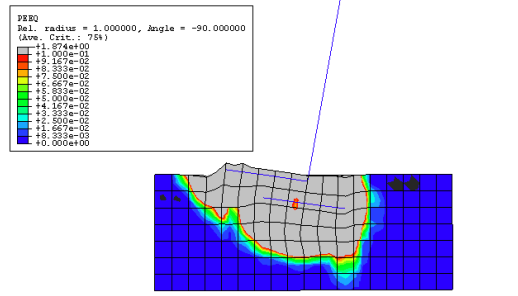 PEEQ
Rel. radius = 1.000000, Angle = -90.000000
(Ave. Crit.: 75%)
+1.874e+00
+1.000e-01
+9.167e-02
+8.333e-02
+7.500e-02
+6.667e-02
+5.833e-02
+5.000e-02
+4.167e-02
+3.333e-02
+2.500e-02
+1.667e-02
+8.333e-03
+0.000e+00